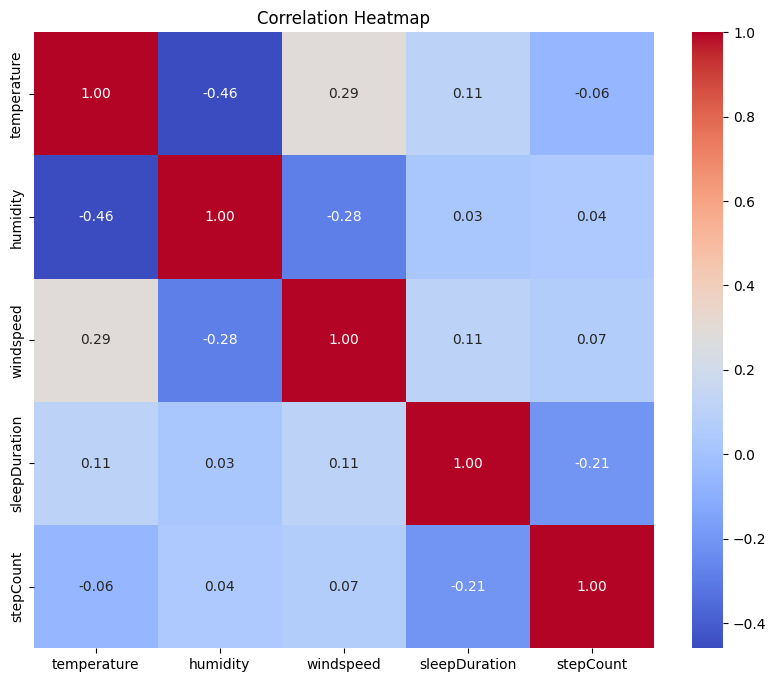 Correlation Heatmap
temperature 1.00 -0.46 0.29 0.11 -0.06
humidity -0.46 1.00 -0.28 0.03 0.04
windspeed 0.29 -0.28 1.00 0.11 0.07
sleepDuration 0.11 0.03 0.11 1.00 -0.21
stepCount -0.06 0.04 0.07 -0.21 1.00
temperature humidity windspeed sleepDuration stepCount
1.0
0.8
0.6
0.4
0.2
0.0
−0.2
−0.4